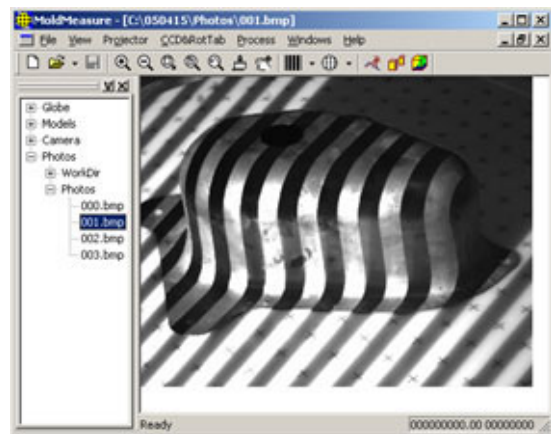 MoldMeasure - [C:\050415\Photos\001.bmp]
File View Projector CCD&RotTab Process Windows Help
Globe
Models
Camera
Photos
WorkDir
Photos
000.bmp
001.bmp
002.bmp
003.bmp
Ready
000000000.00 00000000